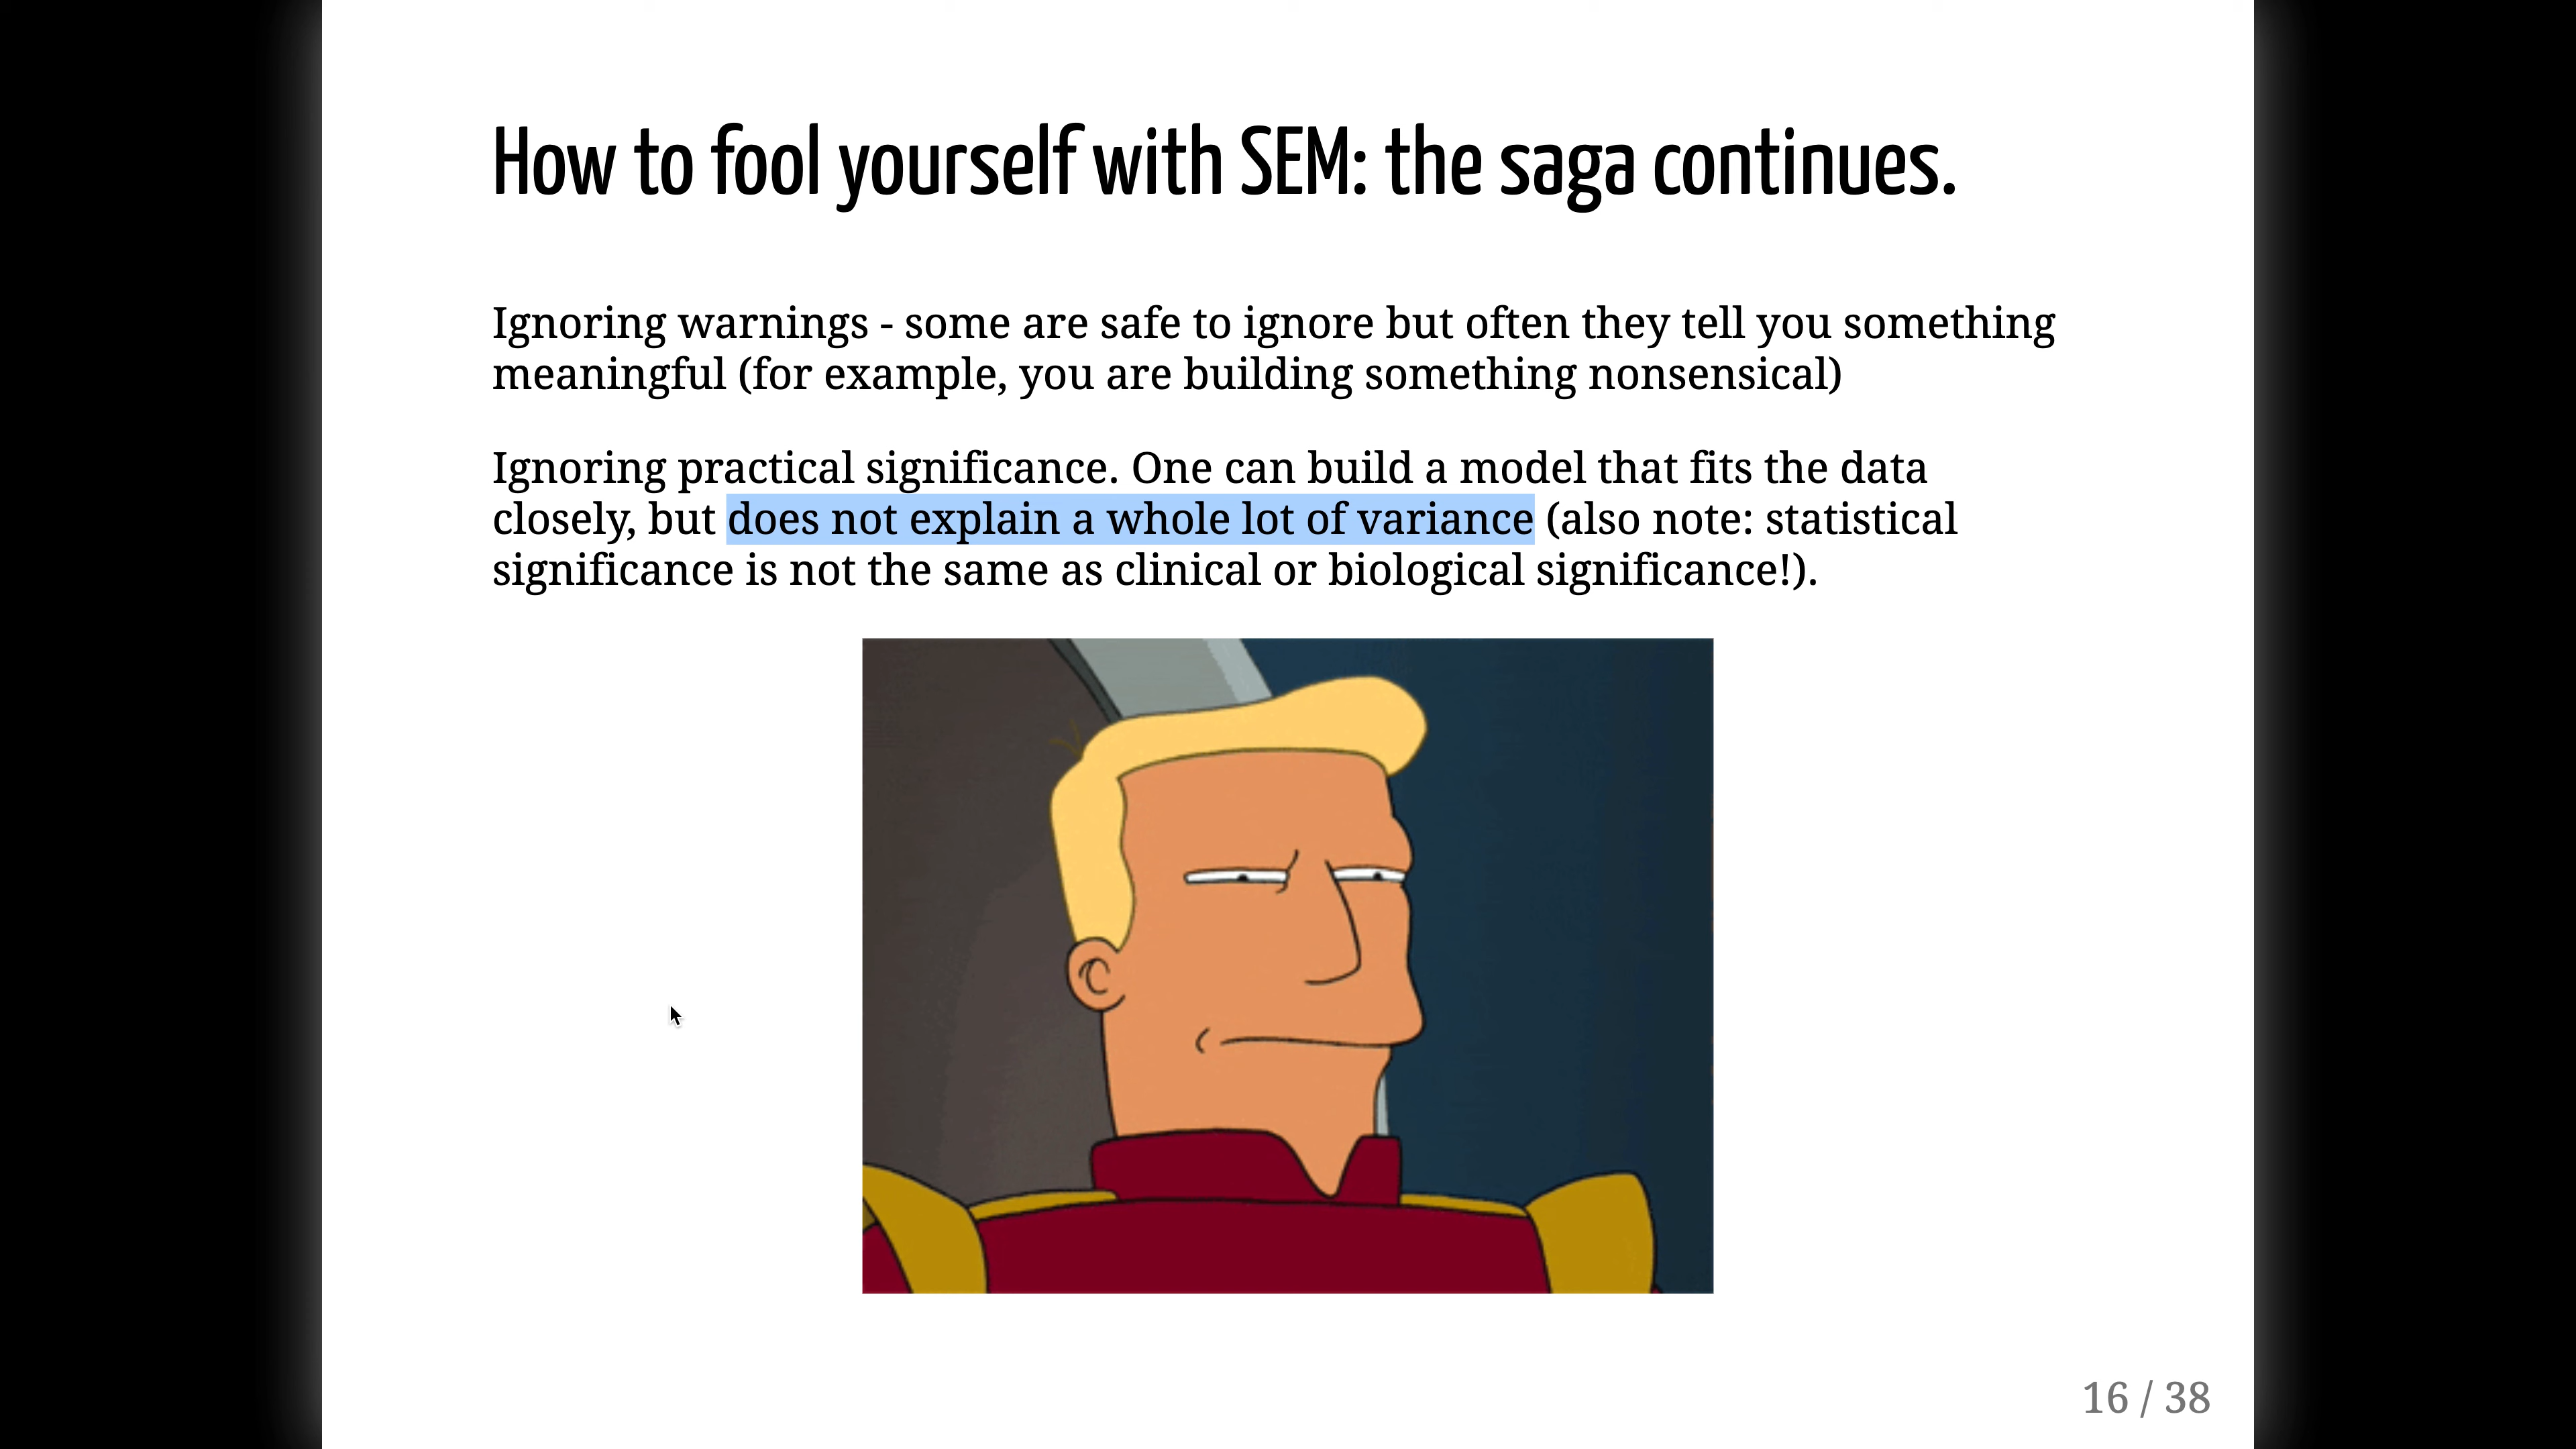 How to fool yourself with SEM: the saga continues.
Ignoring warnings - some are safe to ignore but often they tell you something
meaningful (for example, you are building something nonsensical)
Ignoring practical significance. One can build a model that fits the data
closely, but does not explain a whole lot of variance (also note: statistical
significance is not the same as clinical or biological significance!).
16 / 38